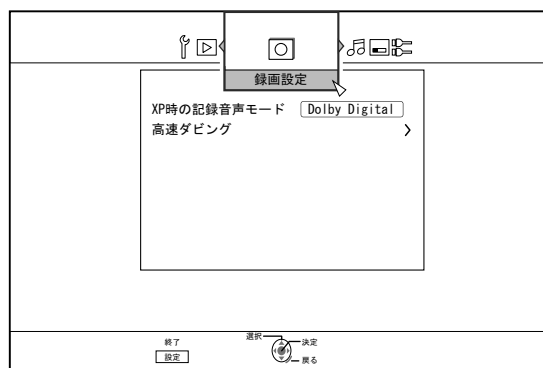 録画設定
XP時の記録音声モード Dolby Digital
高速ダビング
終了
設定
選択
決定
戻る